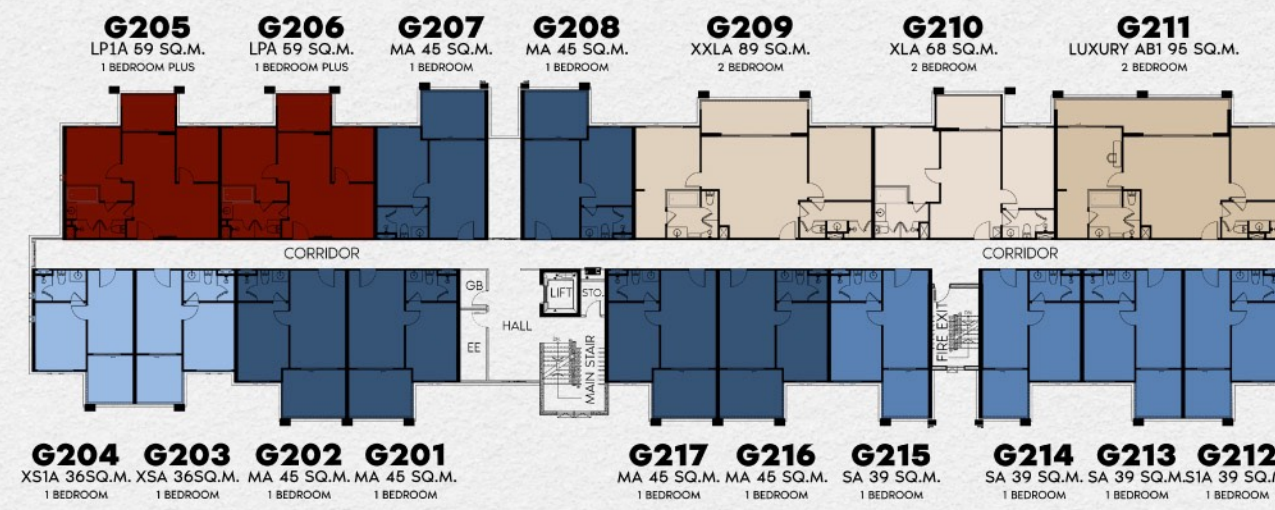 G205
LP1A 59 SQ.M.
1 BEDROOM PLUS
G206
LPA 59 SQ.M.
1 BEDROOM PLUS
G207
MA 45 SQ.M.
1 BEDROOM
G208
MA 45 SQ.M.
1 BEDROOM
G209
XXLA 89 SQ.M.
2 BEDROOM
G210
XLA 68 SQ.M.
2 BEDROOM
G211
LUXURY AB1 95 SQ.M.
2 BEDROOM
CORRIDOR
CORRIDOR
GB
EE
HALL
LIFT
STO.
MAIN STAIR
FIRE EXIT
G204
XS1A 36SQ.M.
1 BEDROOM
G203
XSA 36SQ.M.
1 BEDROOM
G202
MA 45 SQ.M.
1 BEDROOM
G201
MA 45 SQ.M.
1 BEDROOM
G217
MA 45 SQ.M.
1 BEDROOM
G216
MA 45 SQ.M.
1 BEDROOM
G215
SA 39 SQ.M.
1 BEDROOM
G214
SA 39 SQ.M.
1 BEDROOM
G213
SA 39 SQ.M.
1 BEDROOM
G212
S1A 39 SQ.M
1 BEDROOM